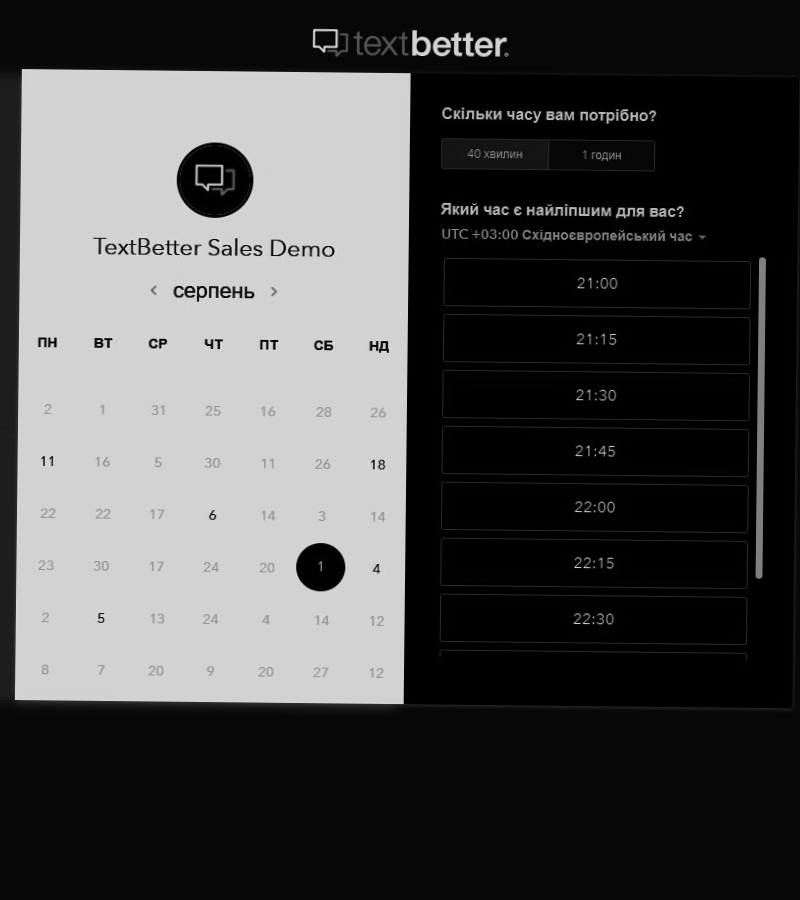 textbetter
TextBetter Sales Demo
серпень
ПН ВТ СР ЧТ ПТ СБ НД
2 1 31 25 16 28 26
11 16 5 30 11 26 18
22 22 17 6 14 3 14
23 30 17 24 20 1 4
2 5 13 24 4 14 12
8 7 20 9 20 27 12
Скільки часу вам потрібно?
40 хвилин 1 годин
Який час є найліпшим для вас?
UTC +03:00 Східноєвропейський час
21:00
21:15
21:30
21:45
22:00
22:15
22:30